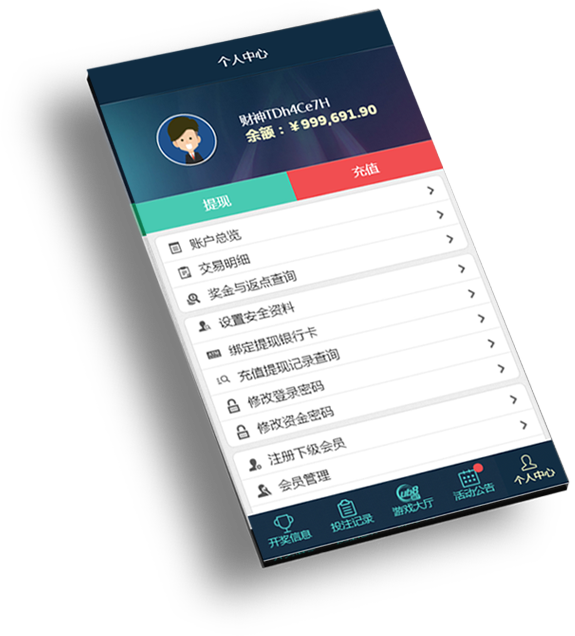 个人中心
财神TDh4Ce7H
余额：￥999,691.90
提现
充值
账户总览
交易明细
奖金与返点查询
设置安全资料
绑定提现银行卡
充值提现记录查询
修改登录密码
修改资金密码
注册下级会员
会员管理
开奖信息
投注记录
ub8
游戏大厅
活动公告
个人中心